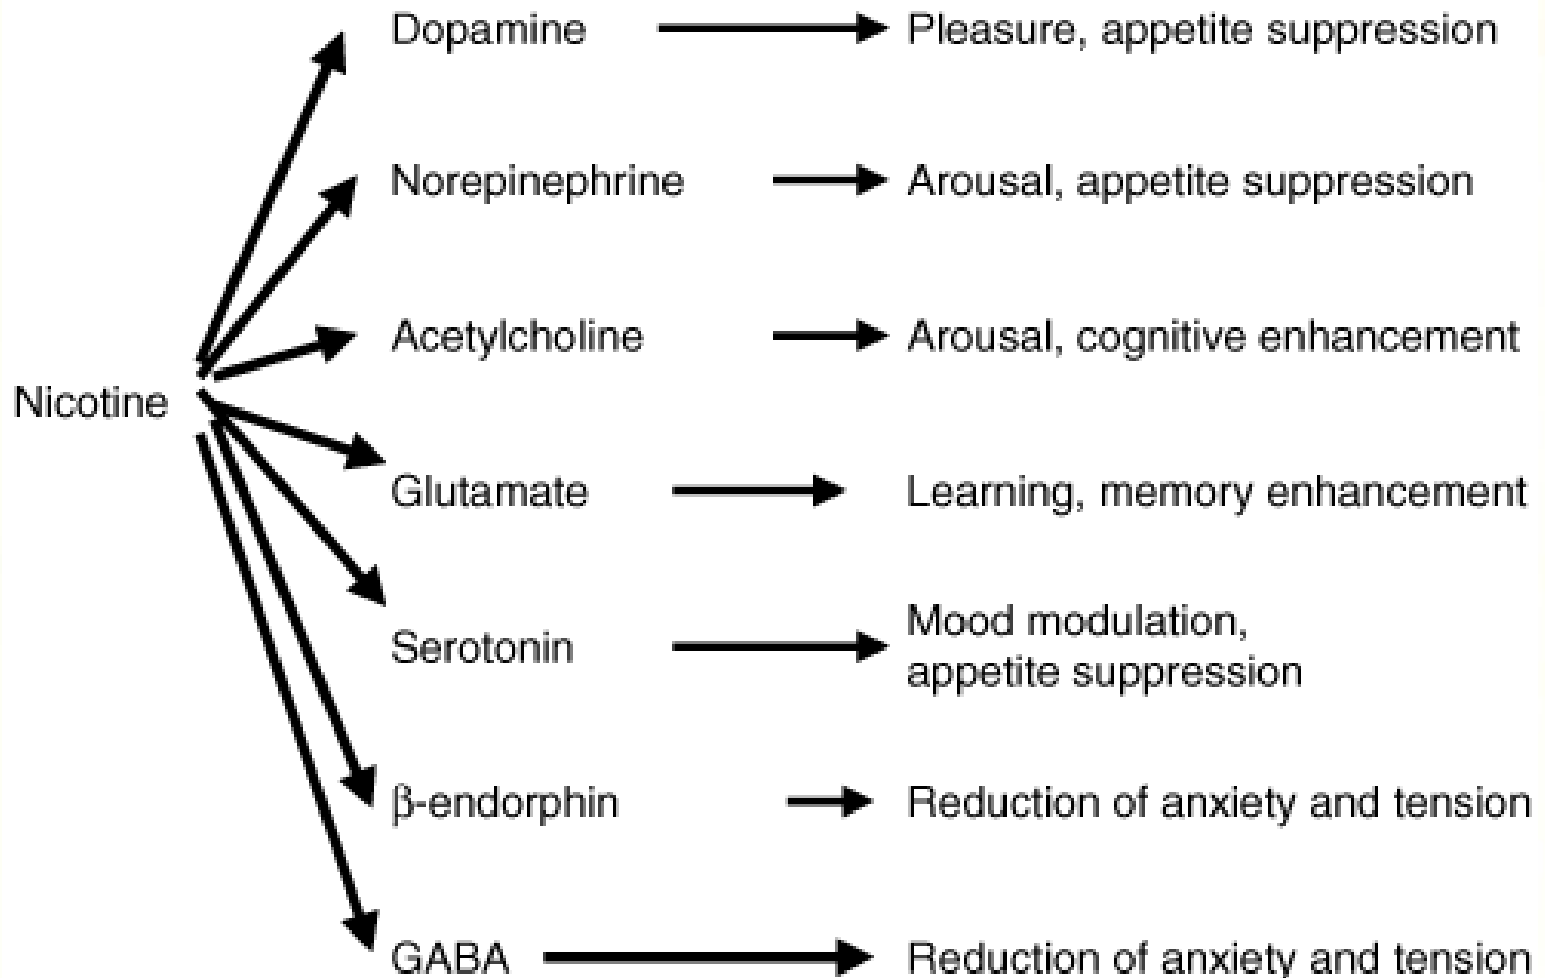 Dopamine Pleasure, appetite suppression
Norepinephrine Arousal, appetite suppression
Acetylcholine Arousal, cognitive enhancement
Nicotine
Glutamate Learning, memory enhancement
Serotonin Mood modulation,
appetite suppression
β-endorphin Reduction of anxiety and tension
GABA Reduction of anxiety and tension